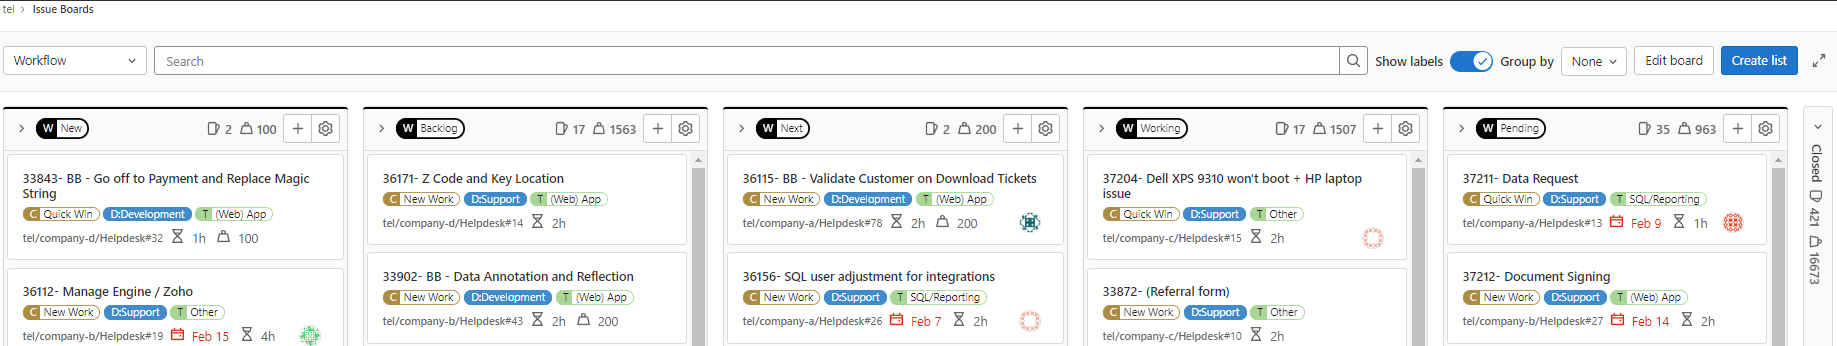 tel > Issue Boards
Workflow
Search
Show labels
Group by
None
Edit board
Create list
W New
2 100
33843- BB - Go off to Payment and Replace Magic
String
C Quick Win D:Development T (Web) App
tel/company-d/Helpdesk#32 1h 100
36112- Manage Engine / Zoho
C New Work D:Support T Other
tel/company-b/Helpdesk#19 Feb 15 4h
W Backlog
17 1563
36171- Z Code and Key Location
C New Work D:Support T (Web) App
tel/company-d/Helpdesk#14 2h
33902- BB - Data Annotation and Reflection
C New Work D:Development T (Web) App
tel/company-b/Helpdesk#43 2h 200
W Next
2 200
36115- BB - Validate Customer on Download Tickets
C New Work D:Development T (Web) App
tel/company-a/Helpdesk#78 2h 200
36156- SQL user adjustment for integrations
C New Work D:Support T SQL/Reporting
tel/company-a/Helpdesk#26 Feb 7 2h
W Working
17 1507
37204- Dell XPS 9310 won't boot + HP laptop
issue
C Quick Win D:Support T Other
tel/company-c/Helpdesk#15 2h
33872- (Referral form)
C New Work D:Support T Other
tel/company-c/Helpdesk#10 2h
W Pending
35 963
37211- Data Request
C Quick Win D:Support T SQL/Reporting
tel/company-a/Helpdesk#13 Feb 9 1h
37212- Document Signing
C New Work D:Support T (Web) App
tel/company-b/Helpdesk#27 Feb 14 2h
Closed 421 16673